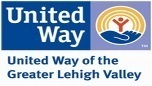 United
Way
United Way of the
Greater Lehigh Valley